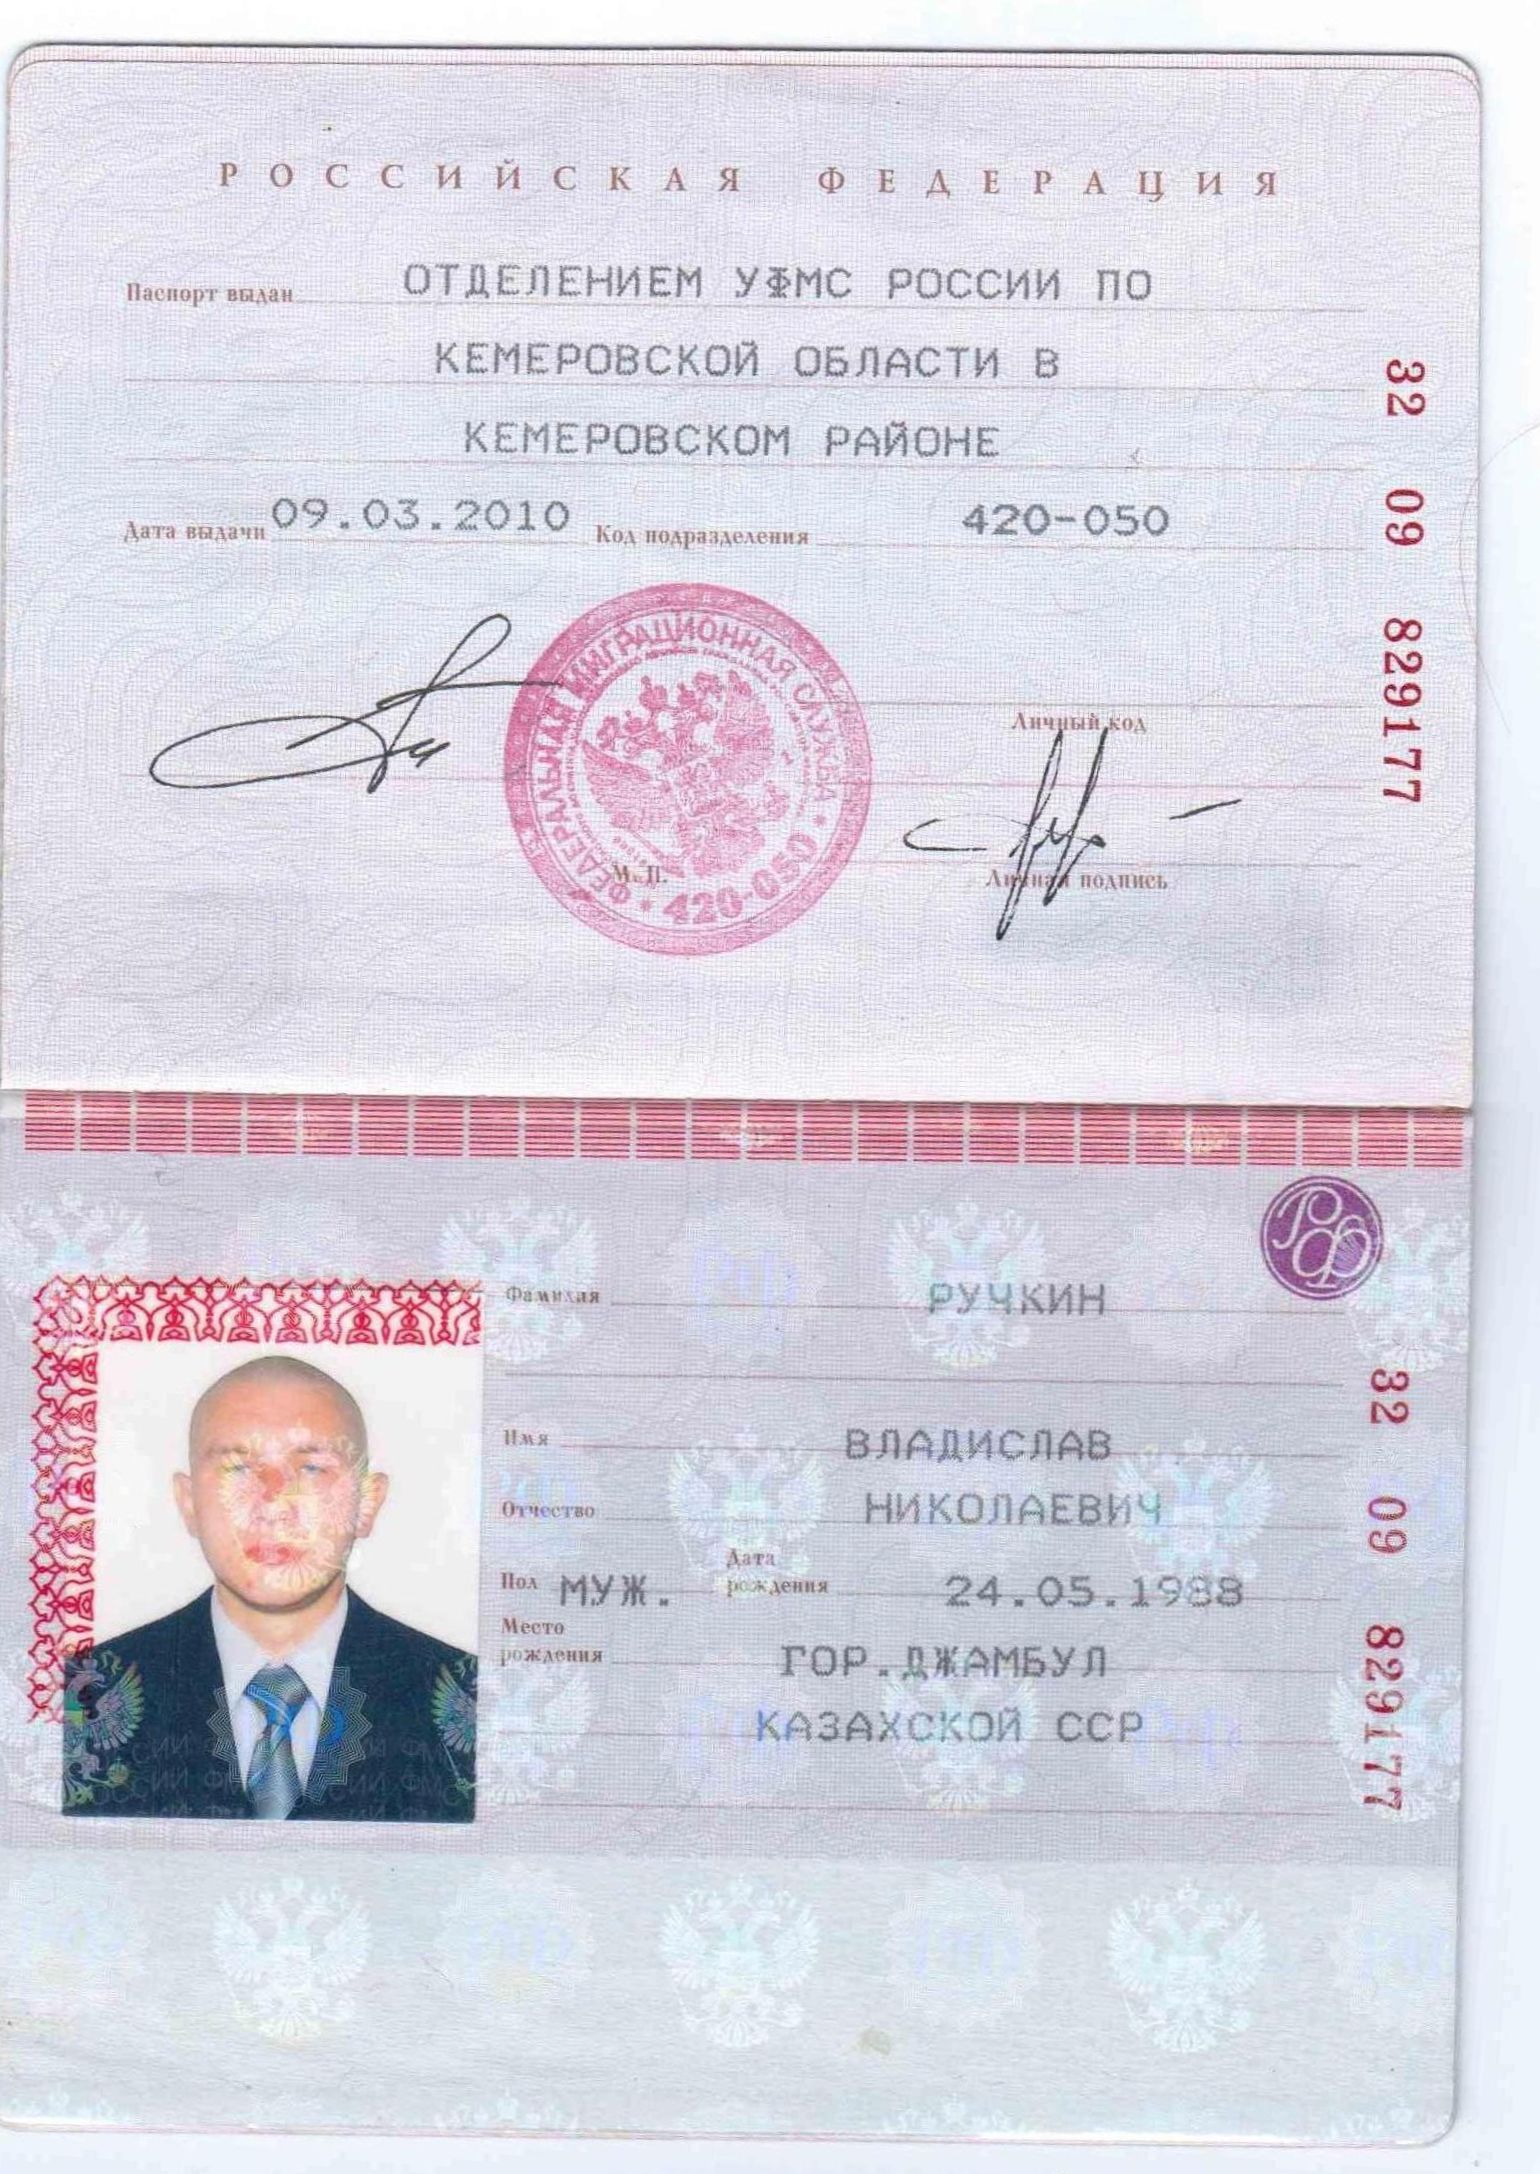 РОССИЙСКАЯ ФЕДЕРАЦИЯ
Паспорт выдан ОТДЕЛЕНИЕМ УФМС РОССИИ ПО
КЕМЕРОВСКОЙ ОБЛАСТИ В
КЕМЕРОВСКОМ РАЙОНЕ
Дата выдачи 09.03.2010 Код подразделения 420-050
32 09 829177
ФЕДЕРАЛЬНАЯ МИГРАЦИОННАЯ СЛУЖБА
420-050
М.П.
Личный код
Личная подпись
РФ
Фамилия РУЧКИН
Имя ВЛАДИСЛАВ
Отчество НИКОЛАЕВИЧ
Пол МУЖ. Дата рождения 24.05.1988
Место рождения ГОР.ДЖАМБУЛ
КАЗАХСКОЙ ССР
32 09 829177